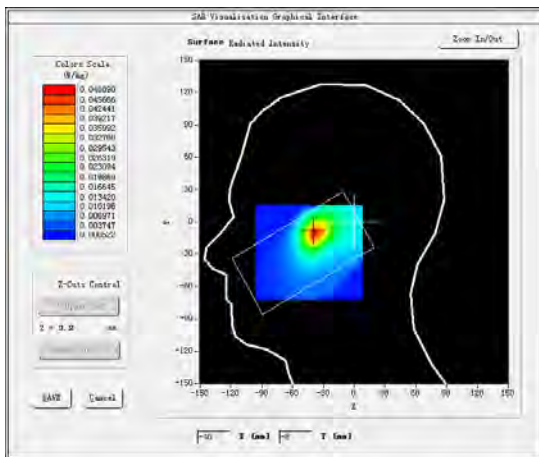 SAR Visualisation Graphical Interface
Surface Radiated Intensity
Zoom In/Out
Colors Scale
(W/kg)
0.048890
0.045666
0.042441
0.039217
0.035992
0.032768
0.029543
0.026319
0.023094
0.019869
0.016645
0.013420
0.010196
0.006971
0.003747
0.000522
150
120
90
60
30
0
-30
-60
-90
-120
-150
Y
-150 -120 -90 -60 -30 0 30 60 90 120 150
X
Z-Cuts Control
Z = 3.2 mm
SAVE Cancel
X (mm) Y (mm)